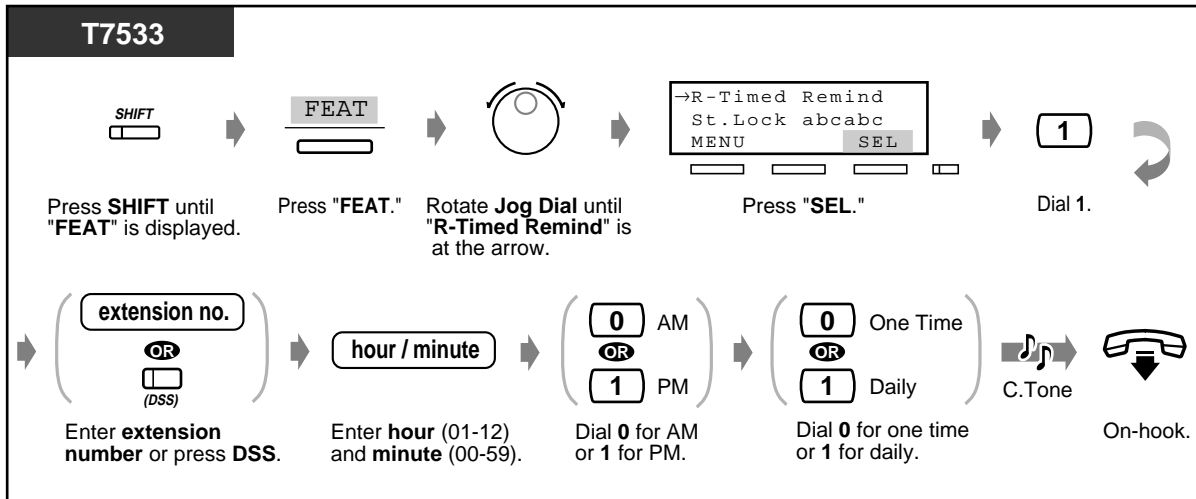 T7533
SHIFT
FEAT
→R-Timed Remind
St.Lock abcabc
MENU SEL
1
Press SHIFT until
"FEAT" is displayed.
Press "FEAT."
Rotate Jog Dial until
"R-Timed Remind" is
at the arrow.
Press "SEL."
Dial 1.
extension no.
OR
(DSS)
Enter extension
number or press DSS.
hour / minute
Enter hour (01-12)
and minute (00-59).
0 AM
OR
1 PM
Dial 0 for AM
or 1 for PM.
0 One Time
OR
1 Daily
Dial 0 for one time
or 1 for daily.
C.Tone
On-hook.